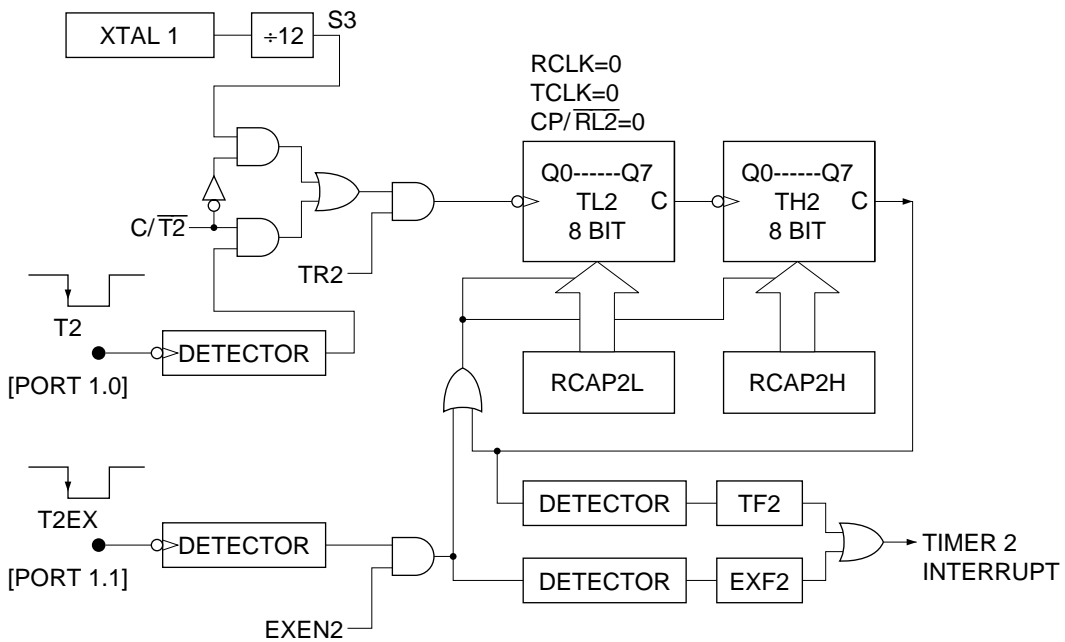 XTAL 1
÷12
S3
RCLK=0
TCLK=0
CP/R̅L̅2̅=0
Q0------Q7
TL2
8 BIT
C
Q0------Q7
TH2
8 BIT
C
C/T̅2̅
TR2
T2
DETECTOR
[PORT 1.0]
RCAP2L
RCAP2H
T2EX
DETECTOR
[PORT 1.1]
EXEN2
DETECTOR
TF2
DETECTOR
EXF2
TIMER 2
INTERRUPT